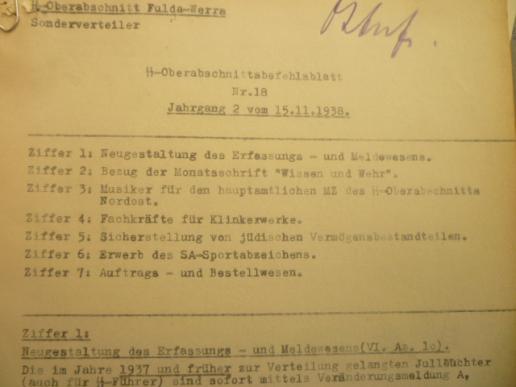 ᛋᛋ-Oberabschnitt Fulda-Werra
Sonderverteiler
ᛋᛋ-Oberabschnittsbefehlsblatt
Nr.18
Jahrgang 2 vom 15.11.1938.
Ziffer 1: Neugestaltung des Erfassungs - und Meldewesens.
Ziffer 2: Bezug der Monatsschrift "Wissen und Wehr".
Ziffer 3: Musiker für den hauptamtlichen MZ des ᛋᛋ-Oberabschnitts
Nordost.
Ziffer 4: Fachkräfte für Klinkerwerke.
Ziffer 5: Sicherstellung von jüdischen Vermögensbestandteilen.
Ziffer 6: Erwerb des SA-Sportabzeichens.
Ziffer 7: Auftrags - und Bestellwesen.
Ziffer 1:
Neugestaltung des Erfassungs - und Meldewesens(VI. Az. 1c).
Die im Jahre 1937 und früher zur Verteilung gelangten Julleuchter
(auch für ᛋᛋ-Führer) sind sofort mittels Veränderungsmeldung A,